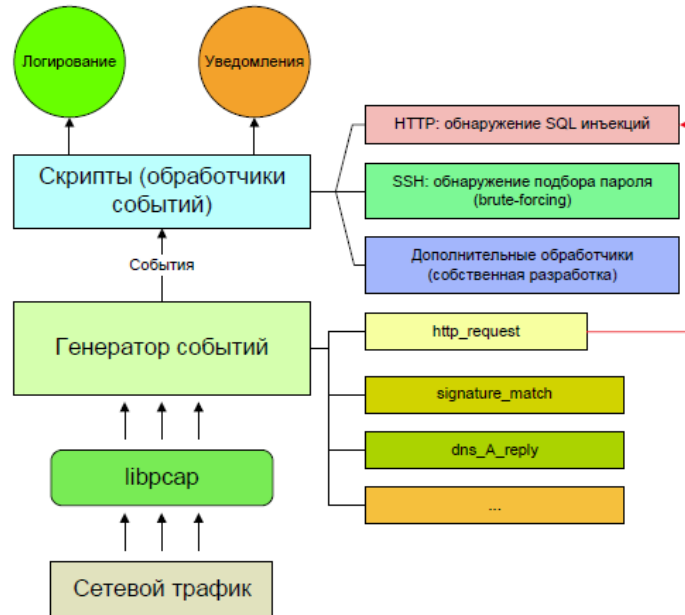 Логирование
Уведомления
HTTP: обнаружение SQL инъекций
Скрипты (обработчики
событий)
SSH: обнаружение подбора пароля
(brute-forcing)
Дополнительные обработчики
(собственная разработка)
События
Генератор событий
http_request
signature_match
dns_A_reply
...
libpcap
Сетевой трафик